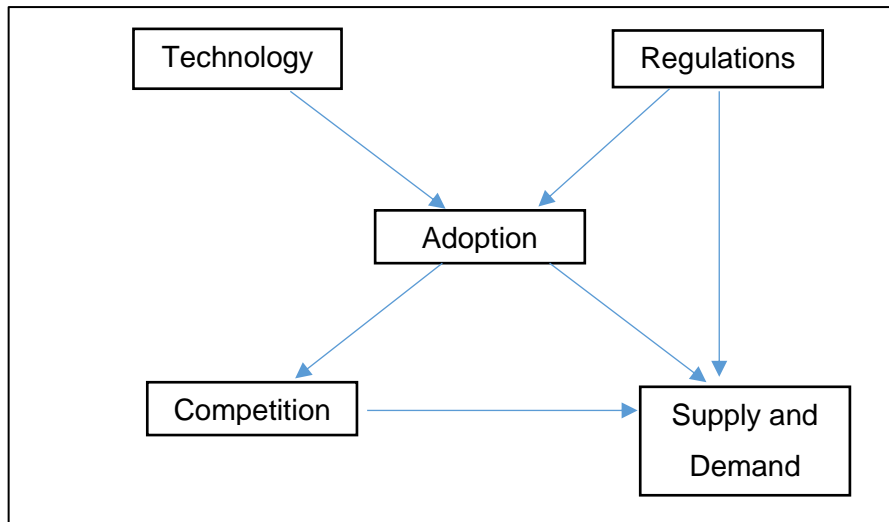 Technology
Regulations
Adoption
Competition
Supply and
Demand